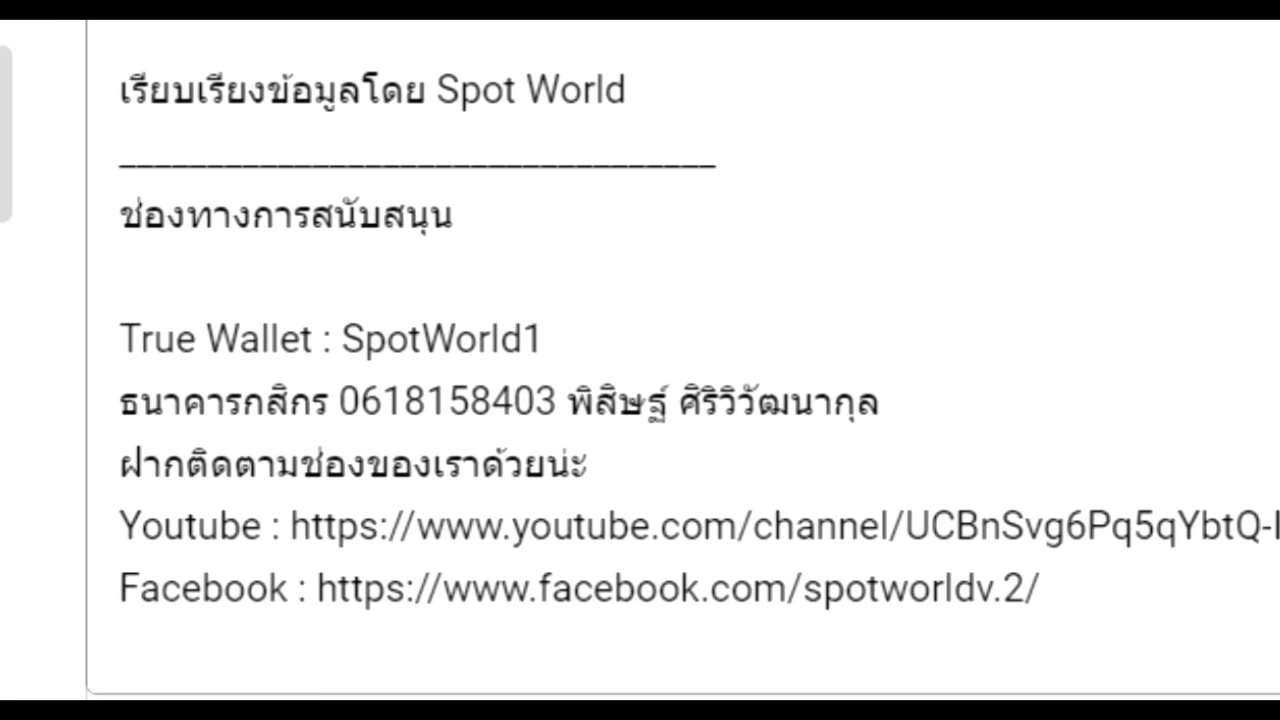 เรียบเรียงข้อมูลโดย Spot World
__________________________________
ช่องทางการสนับสนุน
True Wallet : SpotWorld1
ธนาคารกสิกร 0618158403 พิสิษฐ์ ศิริวิวัฒนากุล
ฝากติดตามช่องของเราด้วยน่ะ
Youtube : https://www.youtube.com/channel/UCBnSvg6Pq5qYbtQ-
Facebook : https://www.facebook.com/spotworldv.2/